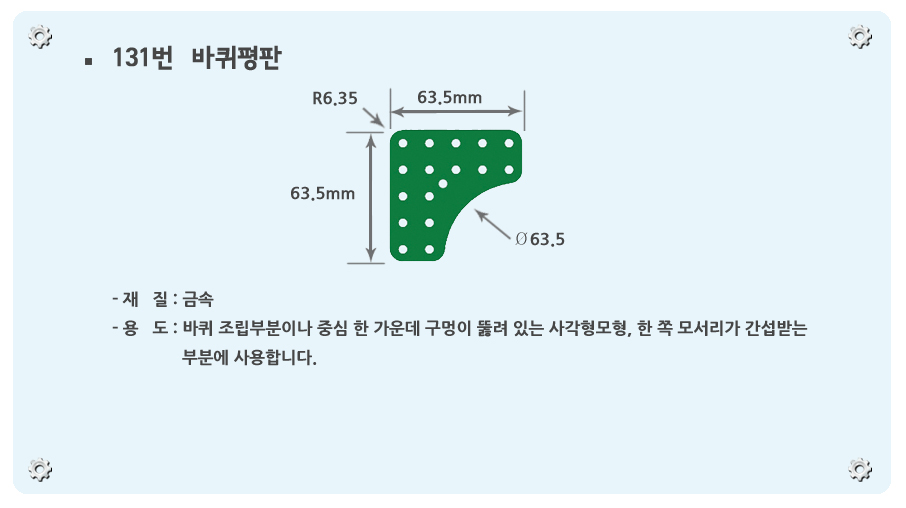 ▪ 131번 바퀴평판
R6.35
63.5mm
63.5mm
Ø63.5
- 재 질 : 금속
- 용 도 : 바퀴 조립부분이나 중심 한 가운데 구멍이 뚫려 있는 사각형모형, 한 쪽 모서리가 간섭받는
부분에 사용합니다.